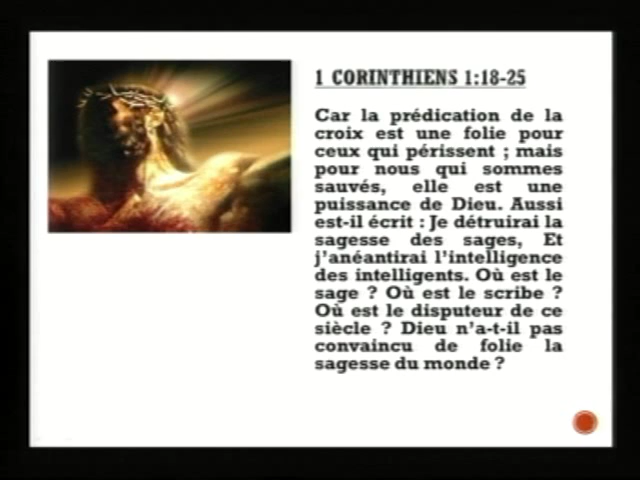 1 CORINTHIENS 1:18-25
Car la prédication de la
croix est une folie pour
ceux qui périssent ; mais
pour nous qui sommes
sauvés, elle est une
puissance de Dieu. Aussi
est-il écrit : Je détruirai la
sagesse des sages, Et
j'anéantirai l'intelligence
des intelligents. Où est le
sage ? Où est le scribe ?
Où est le disputeur de ce
siècle ? Dieu n'a-t-il pas
convaincu de folie la
sagesse du monde ?